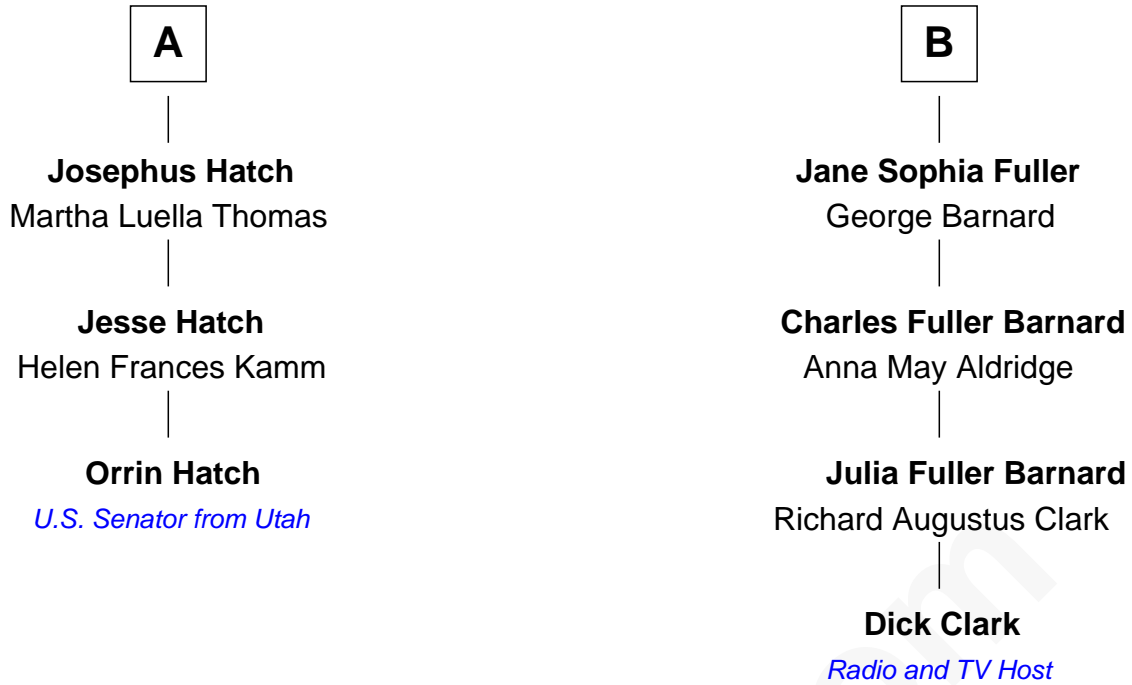 A
Josephus Hatch
Martha Luella Thomas
Jesse Hatch
Helen Frances Kamm
Orrin Hatch
U.S. Senator from Utah
B
Jane Sophia Fuller
George Barnard
Charles Fuller Barnard
Anna May Aldridge
Julia Fuller Barnard
Richard Augustus Clark
Dick Clark
Radio and TV Host